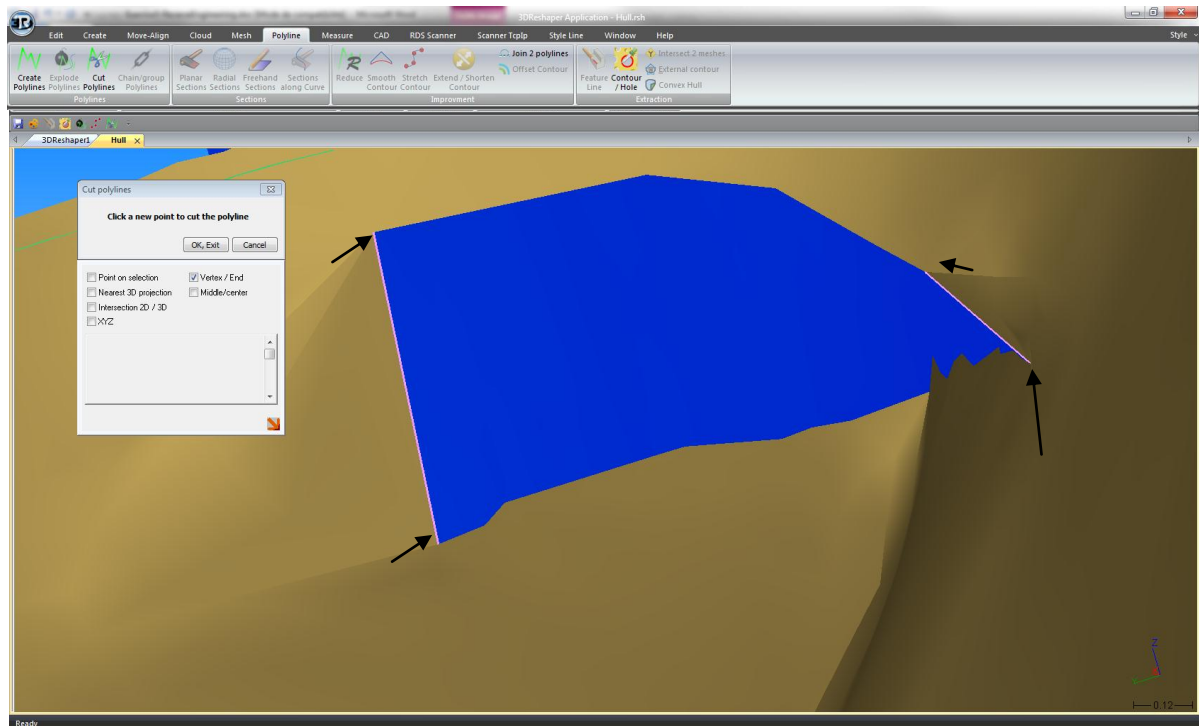 3DReshaper Application - Hull.rsh
Edit Create Move-Align Cloud Mesh Polyline Measure CAD RDS Scanner Scanner Tcplp Style Line Window Help Style
Join 2 polylines Intersect 2 meshes
Offset Contour External contour
Convex Hull
Create Explode Cut Chain/group Planar Radial Freehand Sections Reduce Smooth Stretch Extend / Shorten Feature Contour
Polylines Polylines Polylines Polylines Sections Sections Sections along Curve Contour Contour Contour Line / Hole
Polylines Sections Improvment Extraction
3DReshaper1 Hull
Cut polylines
Click a new point to cut the polyline
OK, Exit Cancel
Point on selection Vertex / End
Nearest 3D projection Middle/center
Intersection 2D / 3D
XYZ
Z
0.12
Ready